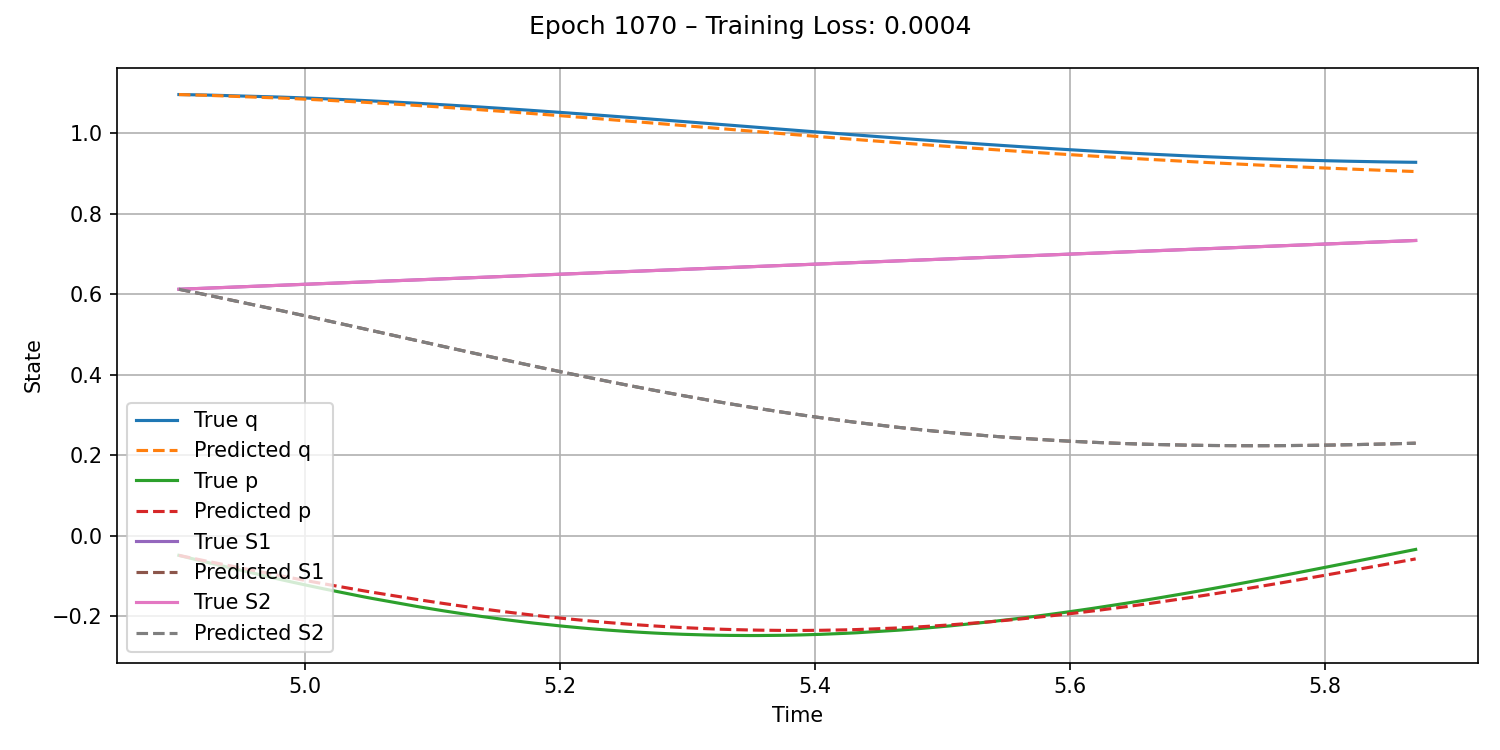 Epoch 1070 – Training Loss: 0.0004
State
1.0
0.8
0.6
0.4
0.2
0.0
−0.2
True q
Predicted q
True p
Predicted p
True S1
Predicted S1
True S2
Predicted S2
5.0
5.2
5.4
5.6
5.8
Time